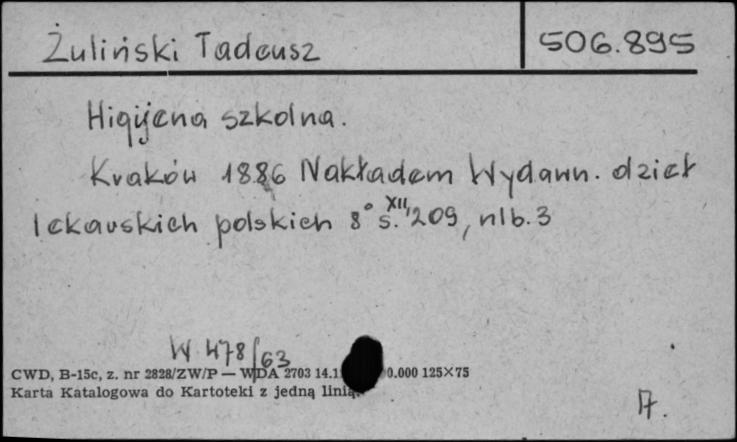 Żuliński Tadeusz 506.895
Higijena szkolna.
Kraków 1886 Nakładem Wydawn. dzieł
lekarskich polskich 8° s. XII, 209, nlb. 3
W. 478/63
CWD, B-15c, z. nr 2828/ZW/P — WDA 2703 14.1 0.000 125×75
Karta Katalogowa do Kartoteki z jedną linią.